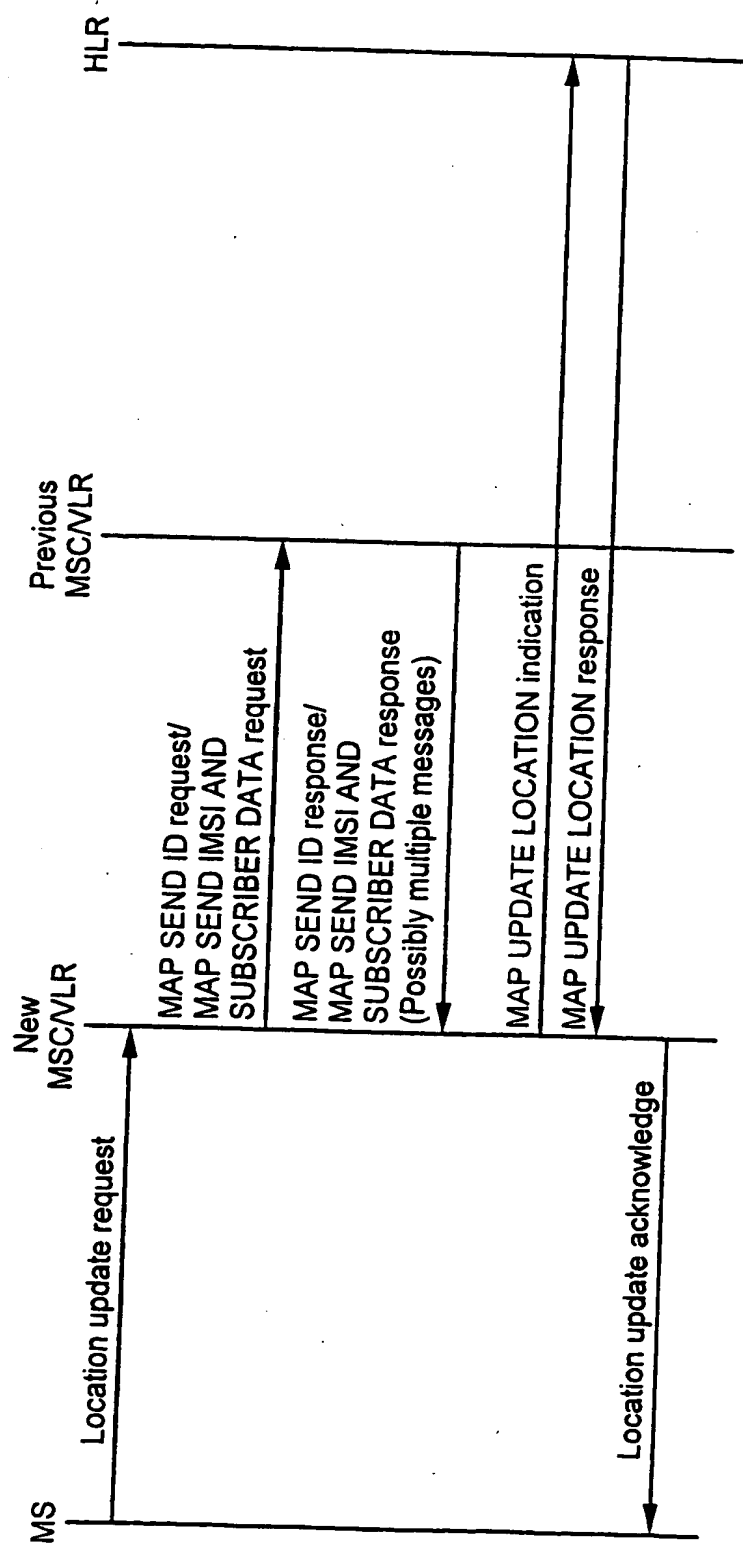 MS
New
MSC/VLR
Previous
MSC/VLR
HLR
Location update request
MAP SEND ID request/
MAP SEND IMSI AND
SUBSCRIBER DATA request
MAP SEND ID response/
MAP SEND IMSI AND
SUBSCRIBER DATA response
(Possibly multiple messages)
MAP UPDATE LOCATION indication
MAP UPDATE LOCATION response
Location update acknowledge